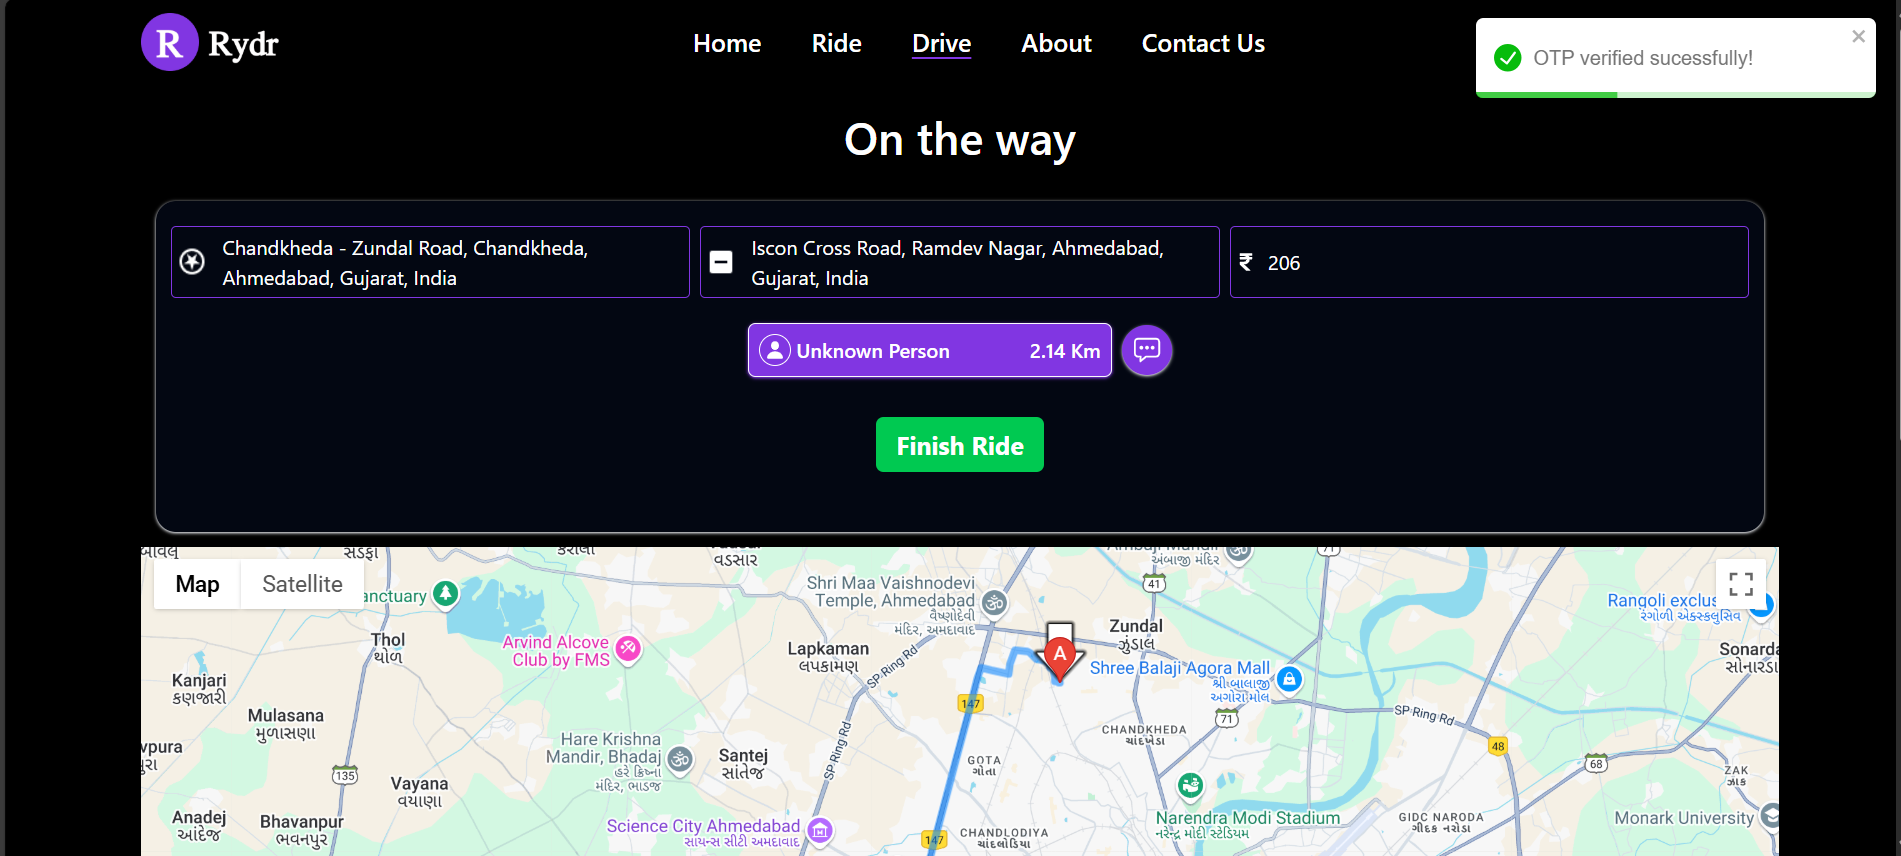 R Rydr
Home
Ride
Drive
About
Contact Us
OTP verified sucessfully!
On the way
Chandkheda - Zundal Road, Chandkheda,
Ahmedabad, Gujarat, India
Iscon Cross Road, Ramdev Nagar, Ahmedabad,
Gujarat, India
₹ 206
Unknown Person
2.14 Km
Finish Ride
Map
Satellite
વડસાર
અંબાજી મંદિર
71
41
anctuary
Shri Maa Vaishnodevi
Temple, Ahmedabad
વૈષ્ણોદેવી
મંદિર, અમદાવાદ
Rangoli exclus
રંગોળી એક્સ્ક્લુસિવ
Thol
થોળ
Arvind Alcove
Club by FMS
Lapkaman
લપકામણ
SP Ring Rd
Zundal
ઝુંડાલ
A
Shree Balaji Agora Mall
શ્રી બાલાજી
અગોરા મોલ
Sonarda
સોનારડા
Kanjari
કણજારી
Mulasana
મુળાસણા
147
71
SP Ring Rd
CHANDKHEDA
ચાંદખેડા
48
vpura
પુરા
Hare Krishna
Mandir, Bhadaj
હરે ક્રિષ્ના
મંદિર, ભાડજ
Santej
સાંતેજ
SP Ring Rd
GOTA
ગોતા
68
ZAK
ઝાક
135
Vayana
વયાણા
Narendra Modi Stadium
નરેન્દ્ર મોદી સ્ટેડિયમ
GIDC NARODA
ગીદક નરોડા
Monark University
Anadej
આંદેજ
Bhavanpur
ભવનપુર
Science City Ahmedabad
સાયન્સ સીટી અમદાવાદ
147
CHANDLODIYA
ચાંદલોડિયા